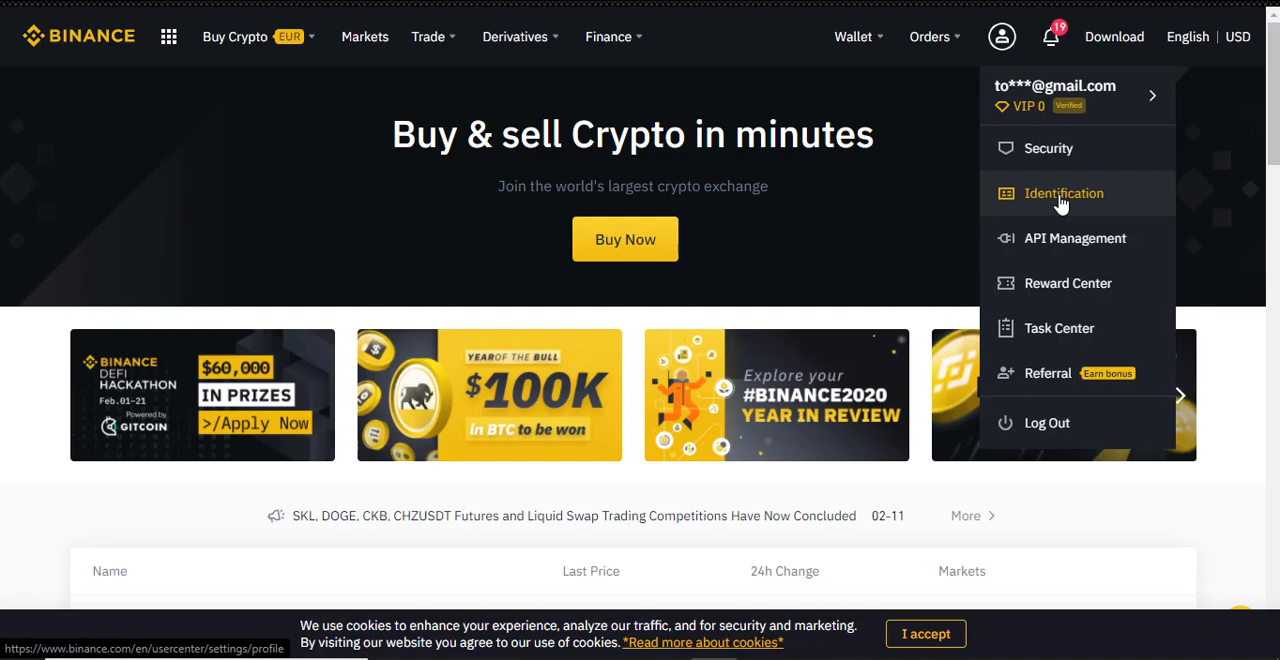 BINANCE
Buy Crypto EUR
Markets
Trade
Derivatives
Finance
Wallet
Orders
19
Download
English | USD
to***@gmail.com
VIP 0 Verified
Security
Identification
API Management
Reward Center
Task Center
Referral Earn bonus
Log Out
Buy & sell Crypto in minutes
Join the world's largest crypto exchange
Buy Now
BINANCE
DEFI
HACKATHON
Feb.01-21
Powered by
GITCOIN
$60,000
IN PRIZES
>/Apply Now
YEAR OF THE BULL
$100K
In BTC to be won
Explore your
#BINANCE2020
YEAR IN REVIEW
SKL, DOGE, CKB, CHZUSDT Futures and Liquid Swap Trading Competitions Have Now Concluded 02-11 More
Name Last Price 24h Change Markets
We use cookies to enhance your experience, analyze our traffic, and for security and marketing.
By visiting our website you agree to our use of cookies. *Read more about cookies*
I accept
https://www.binance.com/en/usercenter/settings/profile